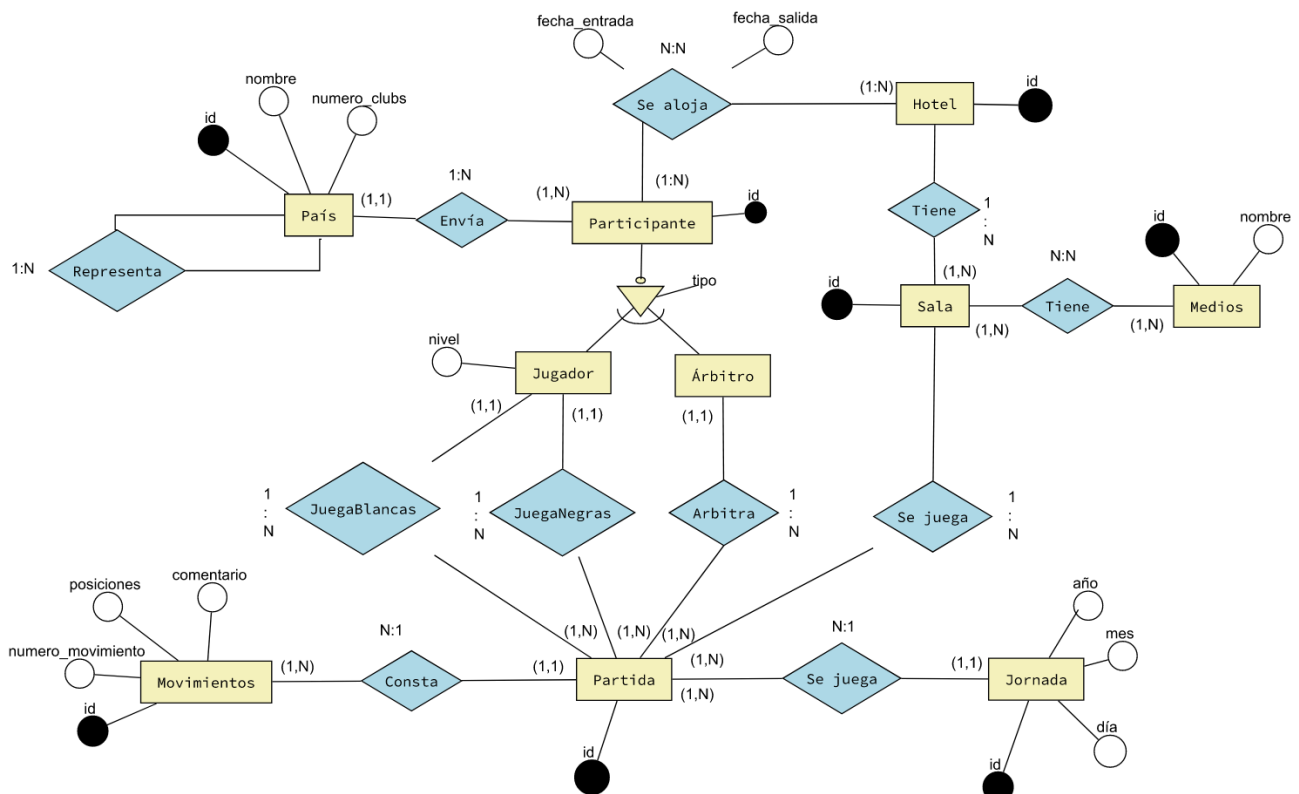 fecha_entrada
fecha_salida
N:N
nombre
numero_clubs
id
Se aloja
(1:N)
Hotel
id
País
(1,1)
1:N
Envía
(1,N)
(1:N)
Participante
id
1:N
Representa
Tiene
1
:
N
id
nombre
tipo
id
(1,N)
Sala
(1,N)
N:N
Tiene
(1,N)
Medios
nivel
Jugador
Árbitro
(1,1)
(1,1)
(1,1)
1
:
N
JuegaBlancas
1
:
N
JuegaNegras
Arbitra
1
:
N
Se juega
1
:
N
posiciones
comentario
numero_movimiento
Movimientos
id
(1,N)
N:1
Consta
(1,1)
(1,N)
(1,N)
(1,N)
(1,N)
Partida
(1,N)
id
N:1
Se juega
(1,1)
Jornada
año
mes
día
id